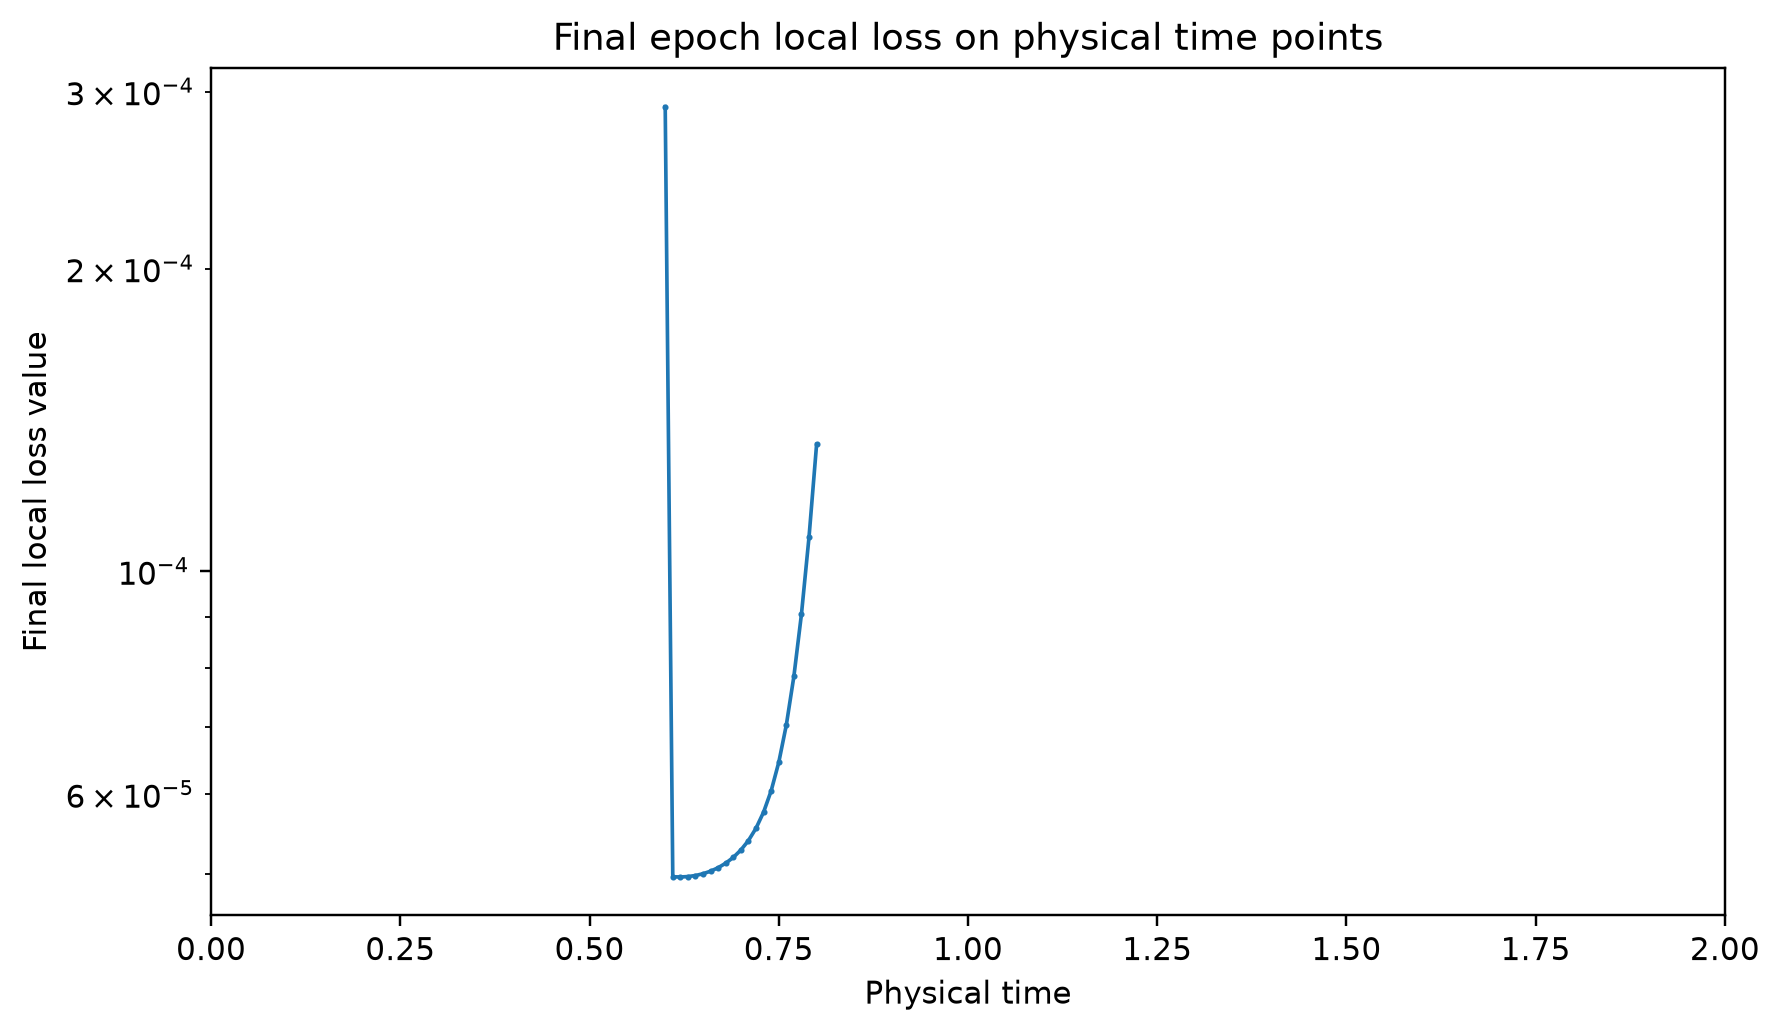 Final epoch local loss on physical time points
3 × 10⁻⁴
2 × 10⁻⁴
10⁻⁴
6 × 10⁻⁵
Final local loss value
0.00 0.25 0.50 0.75 1.00 1.25 1.50 1.75 2.00
Physical time